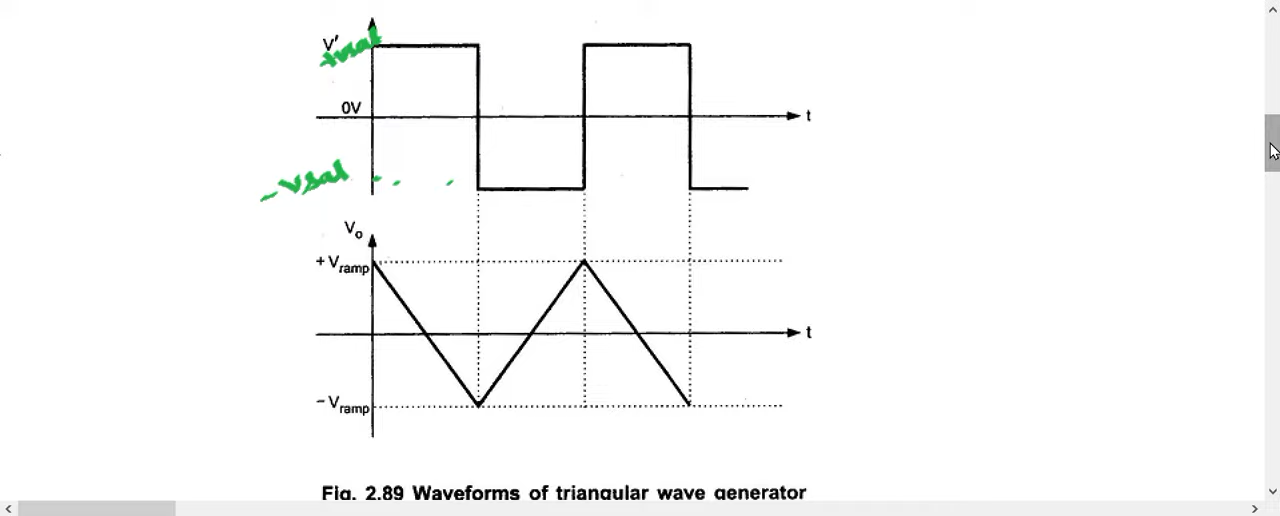 V'
+Vsat
0V
t
-Vsat
Vo
+ Vramp
t
- Vramp
Fig. 2.89 Waveforms of triangular wave generator